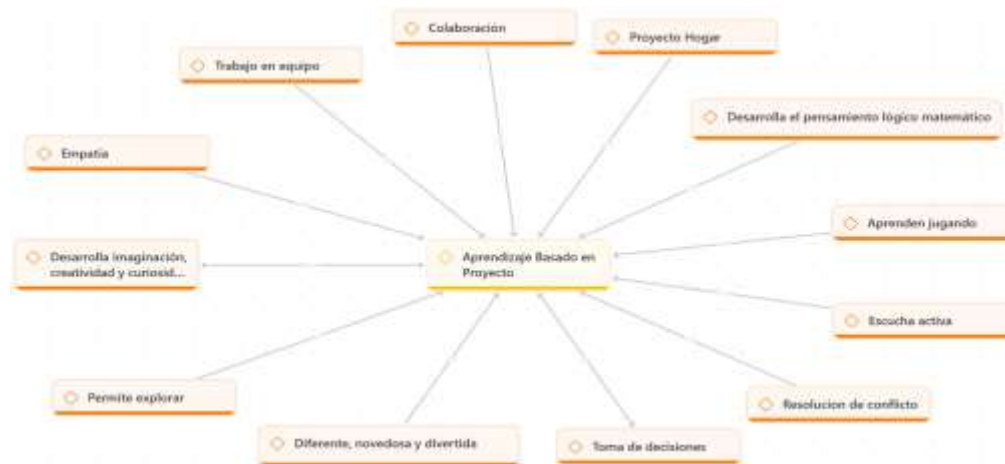 Colaboración
Proyecto Hogar
Trabajo en equipo
Desarrolla el pensamiento lógico matemático
Empatía
Aprenden jugando
Desarrolla imaginación,
creatividad y curiosid...
Aprendizaje Basado en
Proyecto
Escucha activa
Permite explorar
Resolucion de conflicto
Diferente, novedosa y divertida
Toma de decisiones